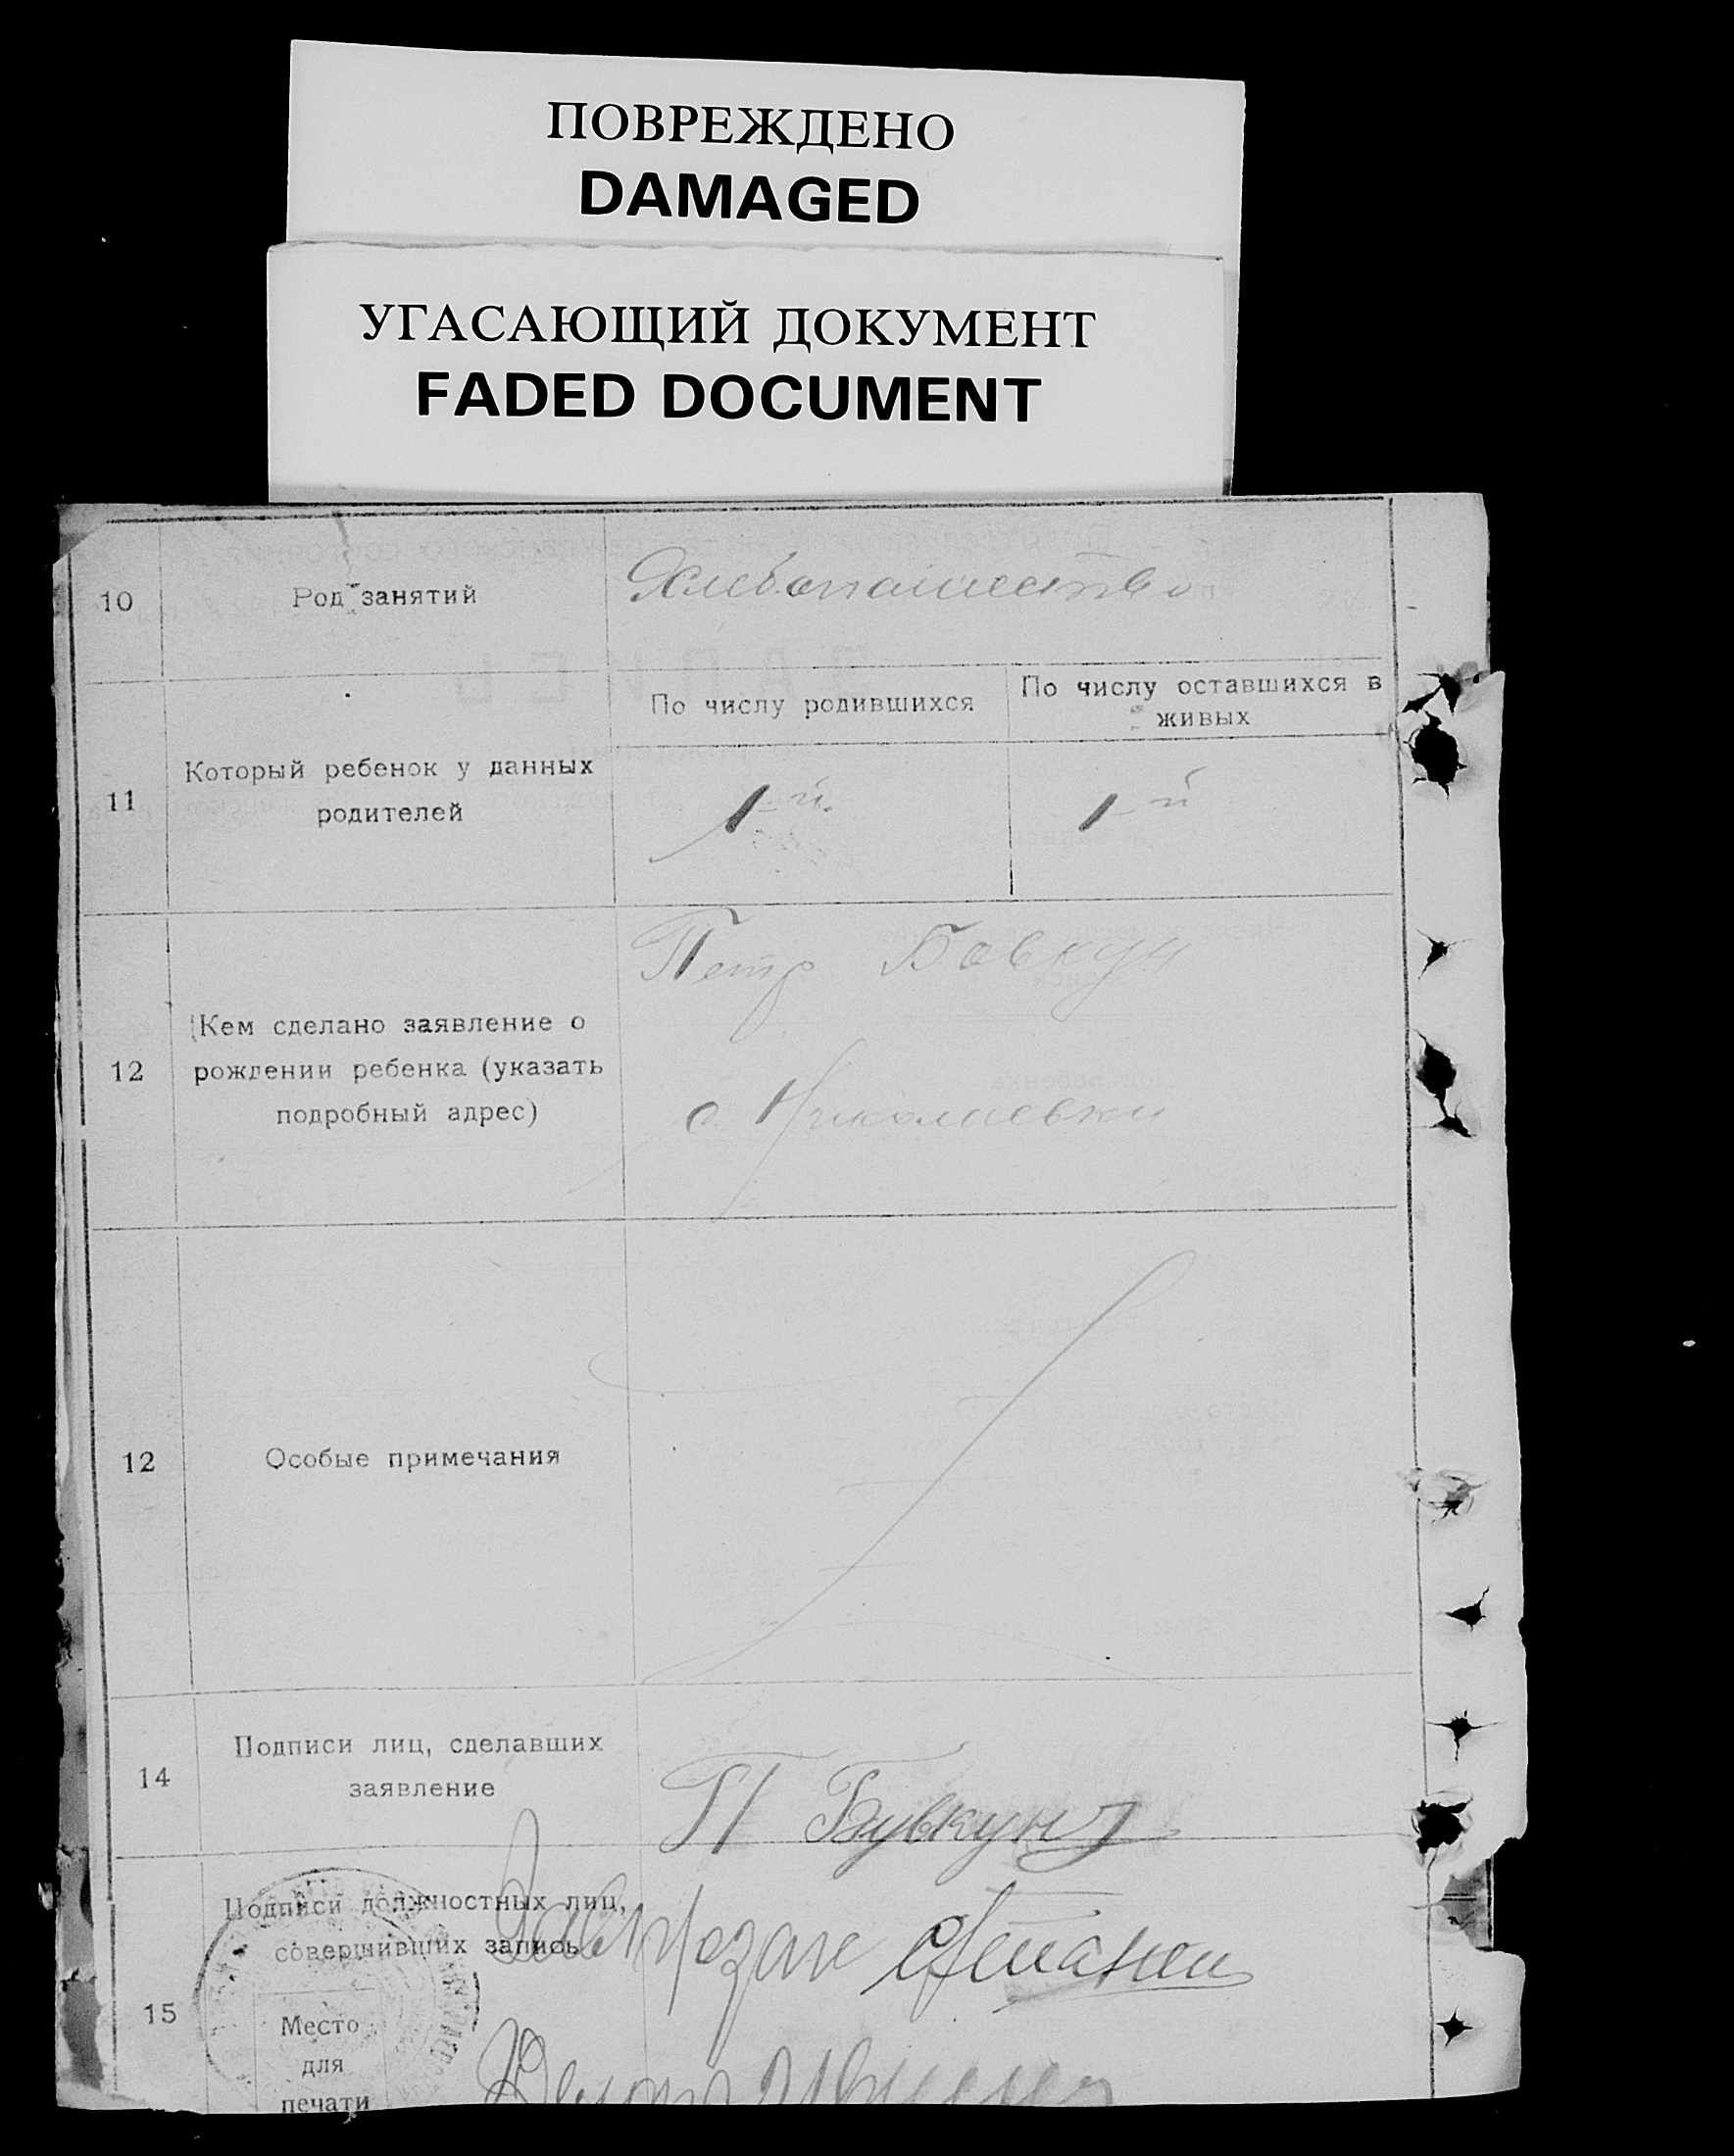 ПОВРЕЖДЕНО
DAMAGED
УГАСАЮЩИЙ ДОКУМЕНТ
FADED DOCUMENT
10 Род занятий Хлебопашество
По числу родившихся
По числу оставшихся в
живых
11
Который ребенок у данных
родителей
1-й
1-й
Петр Бовкун
12
Кем сделано заявление о
рождении ребенка (указать
подробный адрес)
с. Николаевки
12 Особые примечания
14
Подписи лиц, сделавших
заявление
П Бувкунъ
15
Подписи должностных лиц,
совершивших запись
Место
для
печати